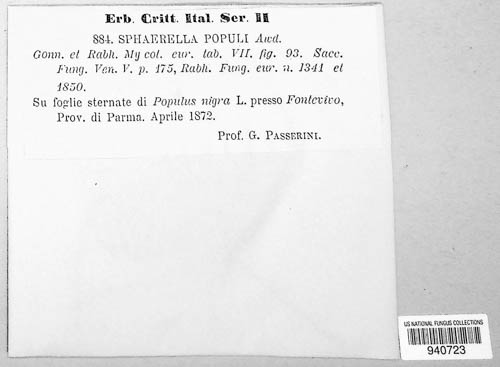 Erb. Critt. Ital. Ser. II
884. SPHAERELLA POPULI Awd.
Gonn. et Rabh. Mycol. eur. tab. VII. fig. 93. Sacc.
Fung. Ven. V. p. 175, Rabh. Fung. eur. n. 1341 et
1850.
Su foglie sternate di Populus nigra L. presso Fontevivo,
Prov. di Parma. Aprile 1872.
Prof. G. PASSERINI.
US NATIONAL FUNGUS COLLECTIONS
940723